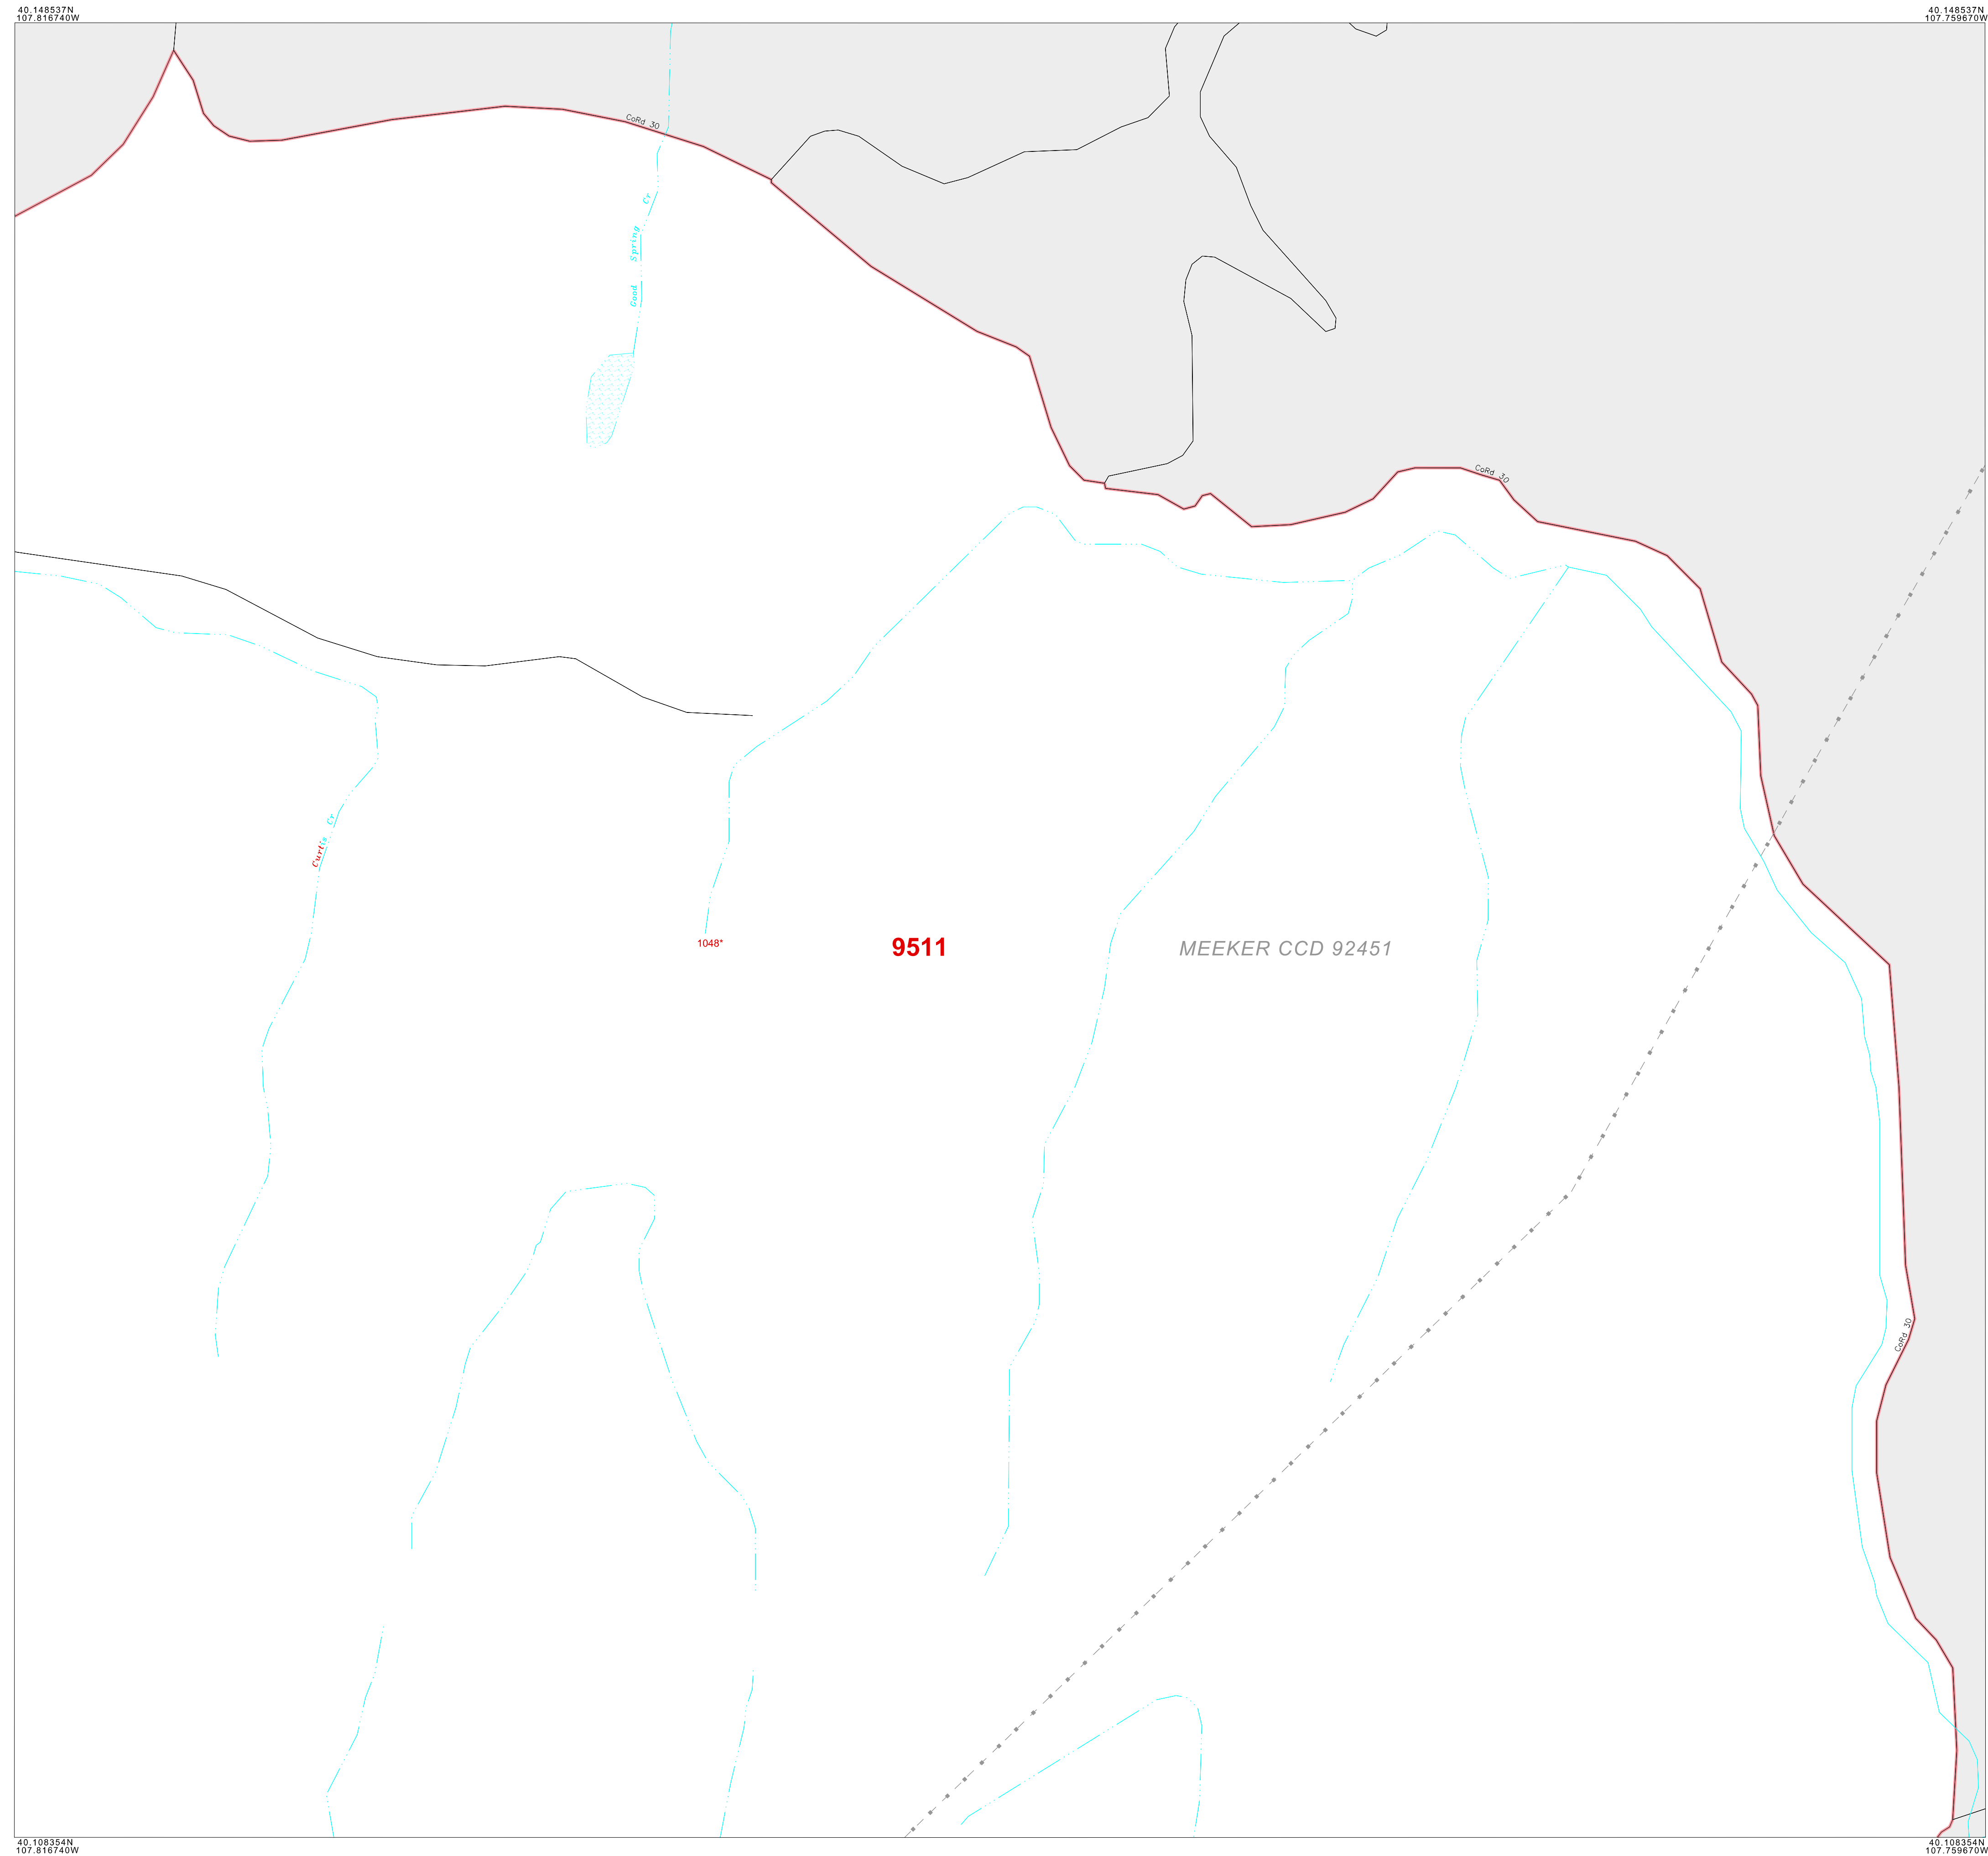 40.148537N
107.816740W
40.148537N
107.759670W
CoRd 30
Good Spring Cr
CoRd 30
Curtis Cr
1048*
9511
MEEKER CCD 92451
CoRd 30
40.108354N
107.816740W
40.108354N
107.759670W